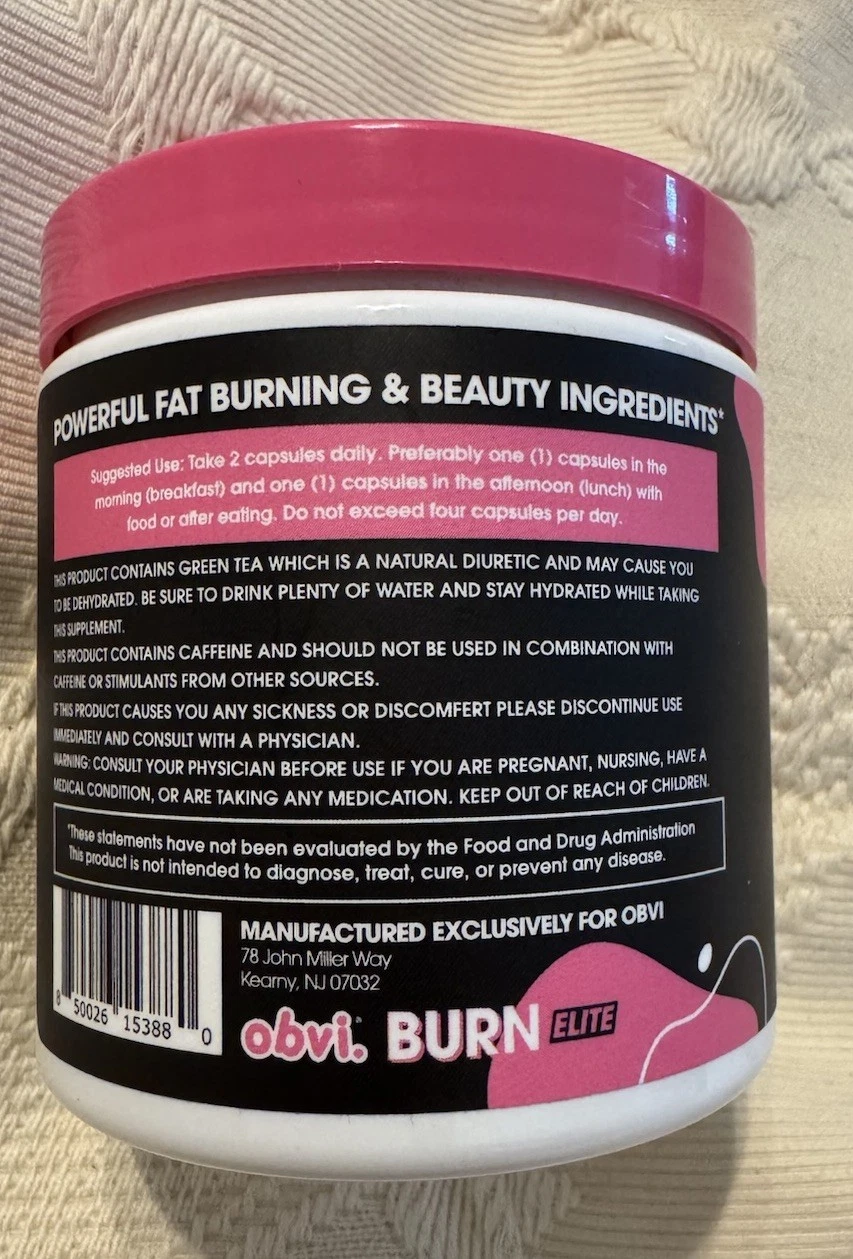 POWERFUL FAT BURNING & BEAUTY INGREDIENTS*
Suggested Use: Take 2 capsules daily. Preferably one (1) capsules in the
morning (breakfast) and one (1) capsules in the afternoon (lunch) with
food or after eating. Do not exceed four capsules per day.
THIS PRODUCT CONTAINS GREEN TEA WHICH IS A NATURAL DIURETIC AND MAY CAUSE YOU
TO BE DEHYDRATED. BE SURE TO DRINK PLENTY OF WATER AND STAY HYDRATED WHILE TAKING
THIS SUPPLEMENT.
THIS PRODUCT CONTAINS CAFFEINE AND SHOULD NOT BE USED IN COMBINATION WITH
CAFFEINE OR STIMULANTS FROM OTHER SOURCES.
IF THIS PRODUCT CAUSES YOU ANY SICKNESS OR DISCOMFERT PLEASE DISCONTINUE USE
IMMEDIATELY AND CONSULT WITH A PHYSICIAN.
WARNING: CONSULT YOUR PHYSICIAN BEFORE USE IF YOU ARE PREGNANT, NURSING, HAVE A
MEDICAL CONDITION, OR ARE TAKING ANY MEDICATION. KEEP OUT OF REACH OF CHILDREN.
*These statements have not been evaluated by the Food and Drug Administration
This product is not intended to diagnose, treat, cure, or prevent any disease.
MANUFACTURED EXCLUSIVELY FOR OBVI
78 John Miller Way
Kearny, NJ 07032
8 50026 15388 0
obvi. BURN ELITE